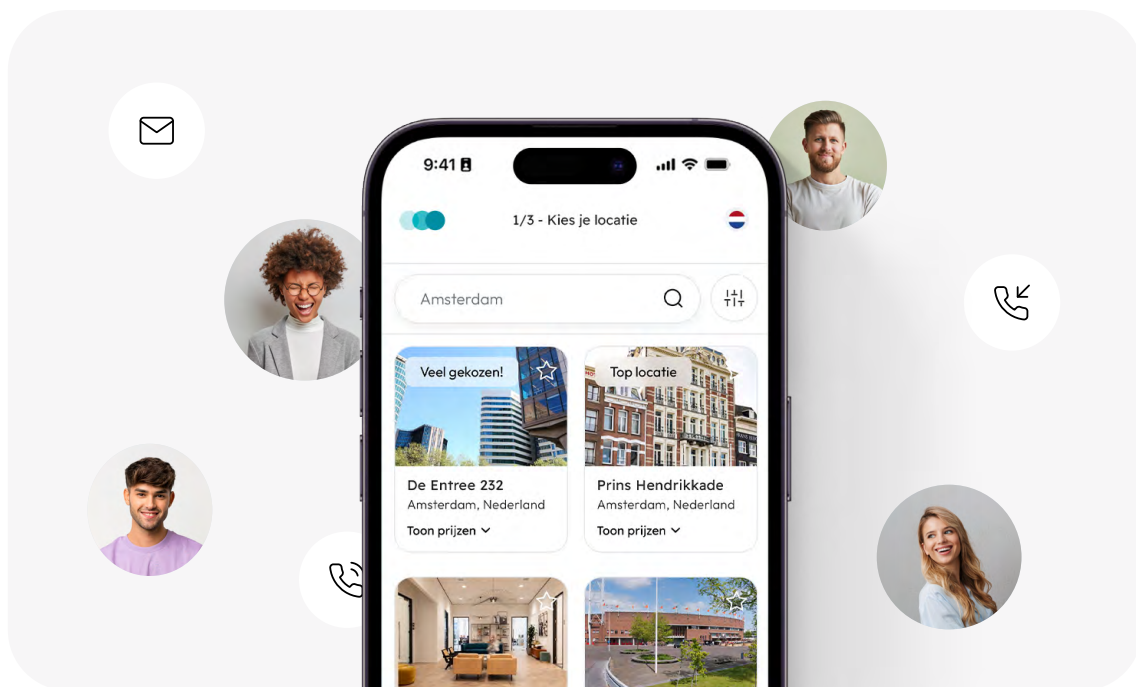 9:41
1/3 - Kies je locatie
Amsterdam
Veel gekozen!
Top locatie
De Entree 232
Amsterdam, Nederland
Toon prijzen
Prins Hendrikkade
Amsterdam, Nederland
Toon prijzen